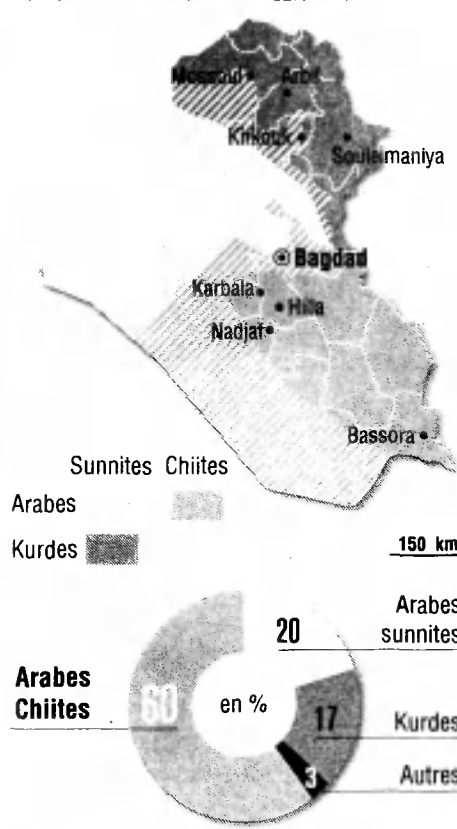 Mossoul
Arbil
Kirkouk
Souleimaniya
Bagdad
Karbala
Hilla
Nadjaf
Bassora
Sunnites Chiites
Arabes
Kurdes
150 km
20 Arabes
sunnites
Arabes
Chiites
60
en %
17 Kurdes
3 Autres